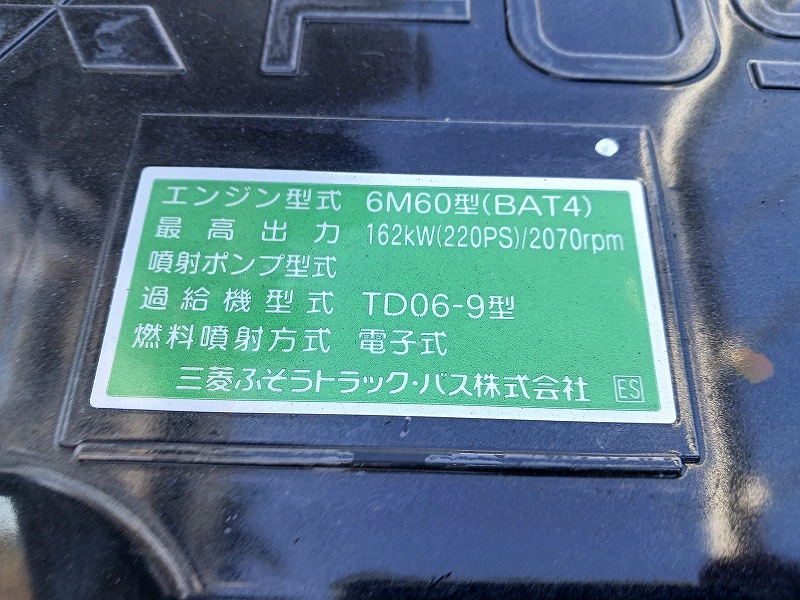 エンジン型式 6M60型(BAT4)
最高出力 162kW(220PS)/2070rpm
噴射ポンプ型式
過給機型式 TD06-9型
燃料噴射方式 電子式
三菱ふそうトラック・バス株式会社 ES